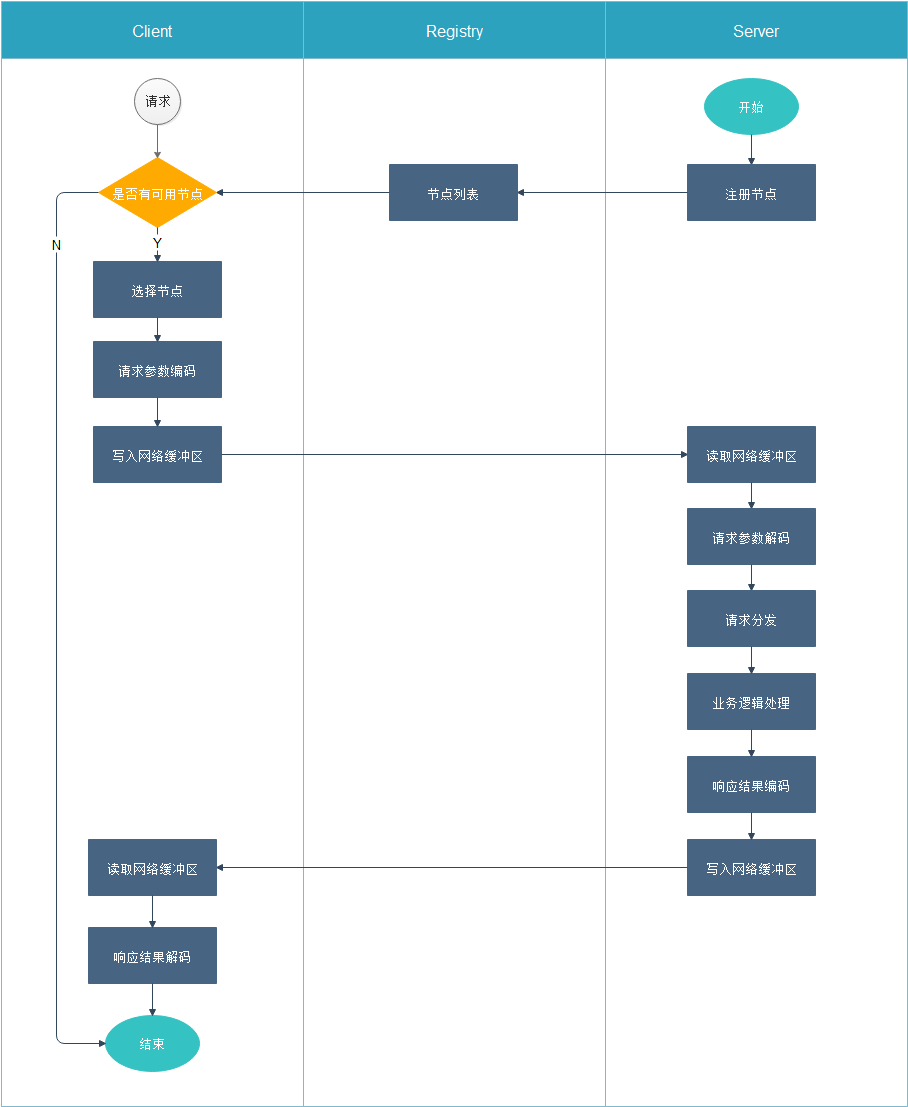 Client
Registry
Server
请求
开始
是否有可用节点
节点列表
注册节点
N
Y
选择节点
请求参数编码
写入网络缓冲区
读取网络缓冲区
请求参数解码
请求分发
业务逻辑处理
响应结果编码
读取网络缓冲区
写入网络缓冲区
响应结果解码
结束